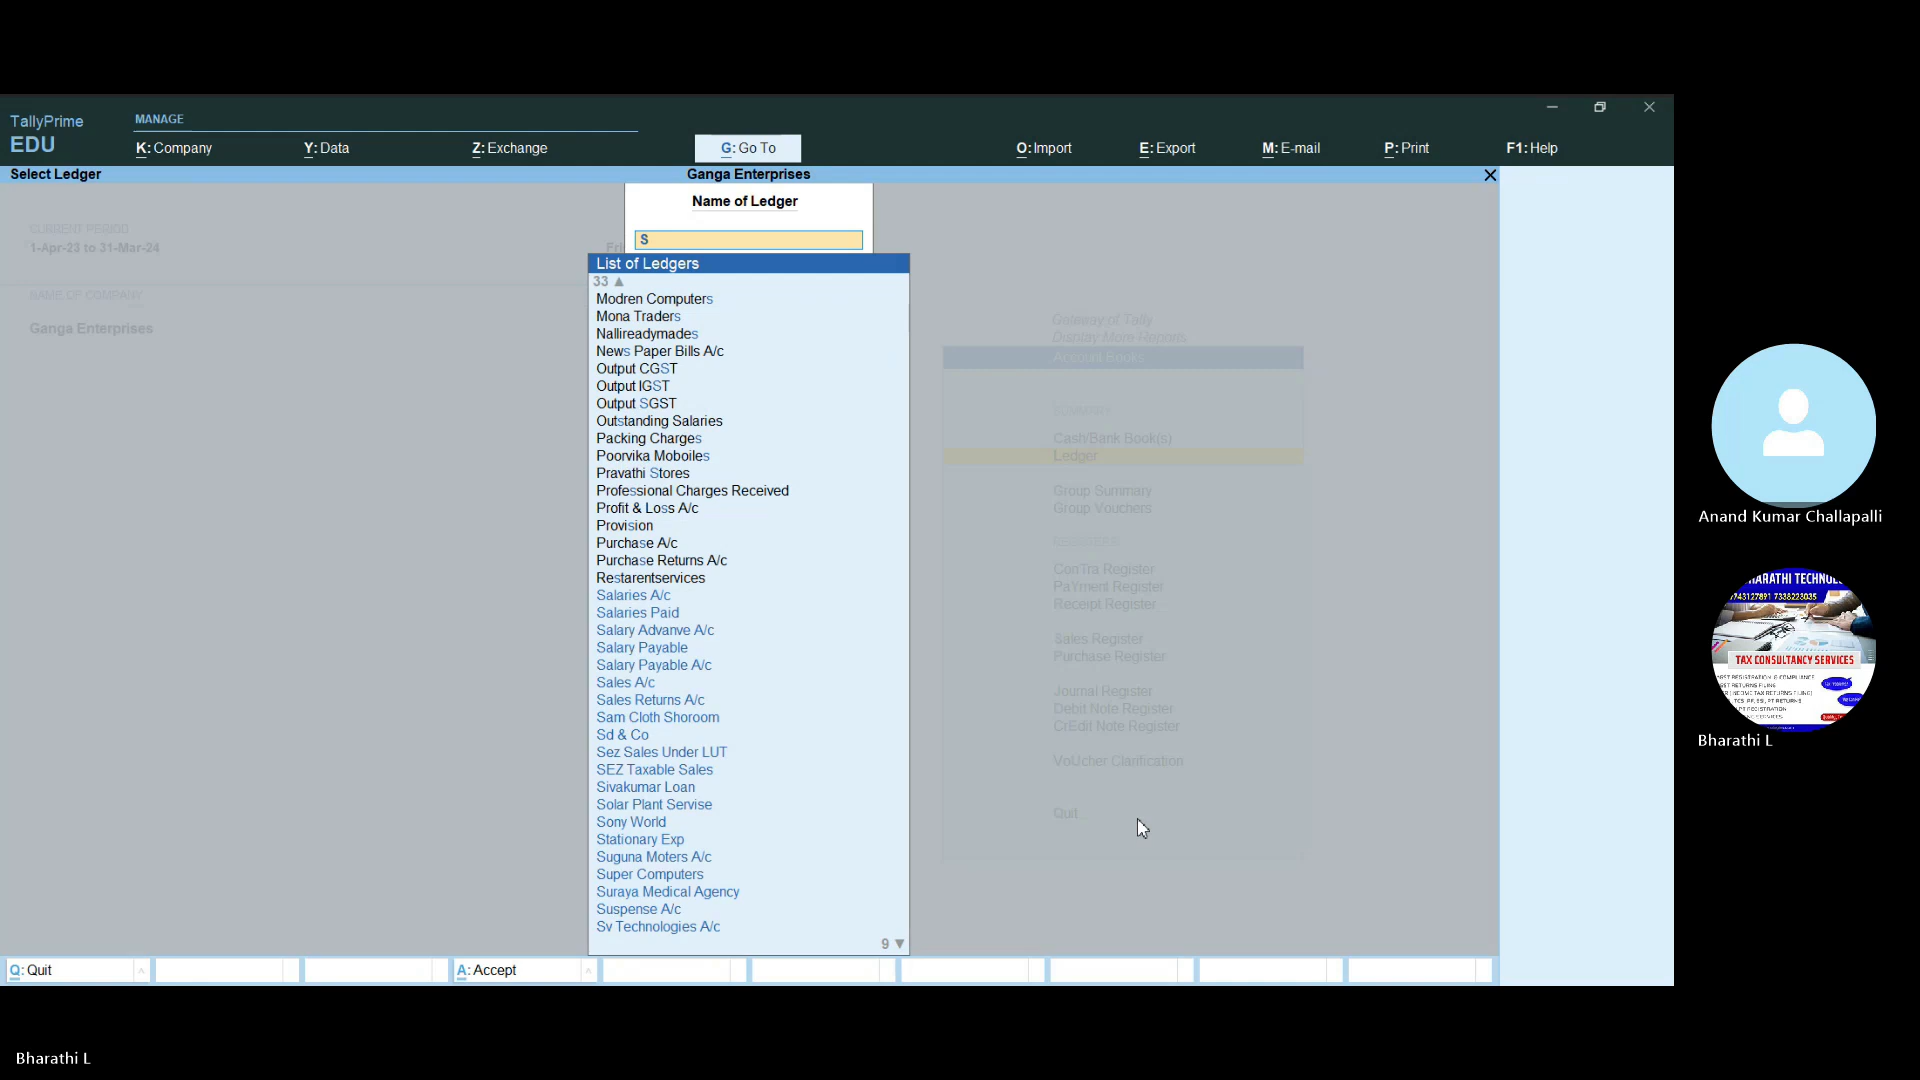 TallyPrime
EDU
MANAGE
K: Company
Y: Data
Z: Exchange
G: Go To
O: Import
E: Export
M: E-mail
P: Print
F1: Help
Select Ledger
Ganga Enterprises
Name of Ledger
S
CURRENT PERIOD
1-Apr-23 to 31-Mar-24
Fri
NAME OF COMPANY
Ganga Enterprises
List of Ledgers
33 ▲
Modren Computers
Mona Traders
Nallireadymades
News Paper Bills A/c
Output CGST
Output IGST
Output SGST
Outstanding Salaries
Packing Charges
Poorvika Moboiles
Pravathi Stores
Professional Charges Received
Profit & Loss A/c
Provision
Purchase A/c
Purchase Returns A/c
Restarentservices
Salaries A/c
Salaries Paid
Salary Advanve A/c
Salary Payable
Salary Payable A/c
Sales A/c
Sales Returns A/c
Sam Cloth Shoroom
Sd & Co
Sez Sales Under LUT
SEZ Taxable Sales
Sivakumar Loan
Solar Plant Servise
Sony World
Stationary Exp
Suguna Moters A/c
Super Computers
Suraya Medical Agency
Suspense A/c
Sv Technologies A/c
9 ▼
Gateway of Tally
Display More Reports
Account Books
SUMMARY
Cash/Bank Book(s)
Ledger
Group Summary
Group Vouchers
REGISTERS
ConTra Register
PaYment Register
Receipt Register
Sales Register
Purchase Register
Journal Register
Debit Note Register
CrEdit Note Register
VoUcher Clarification
Quit
Q: Quit
A: Accept
Anand Kumar Challapalli
BHARATHI TECHNOL
7743127891 7338223035
TAX CONSULTANCY SERVICES
Bharathi L
Bharathi L